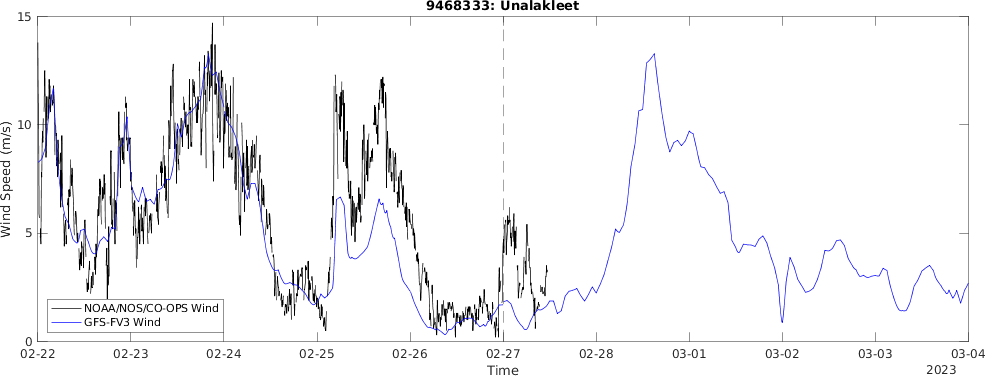 9468333: Unalakleet
15
10
5
0
Wind Speed (m/s)
NOAA/NOS/CO-OPS Wind
GFS-FV3 Wind
02-22 02-23 02-24 02-25 02-26 02-27 02-28 03-01 03-02 03-03 03-04
Time
2023